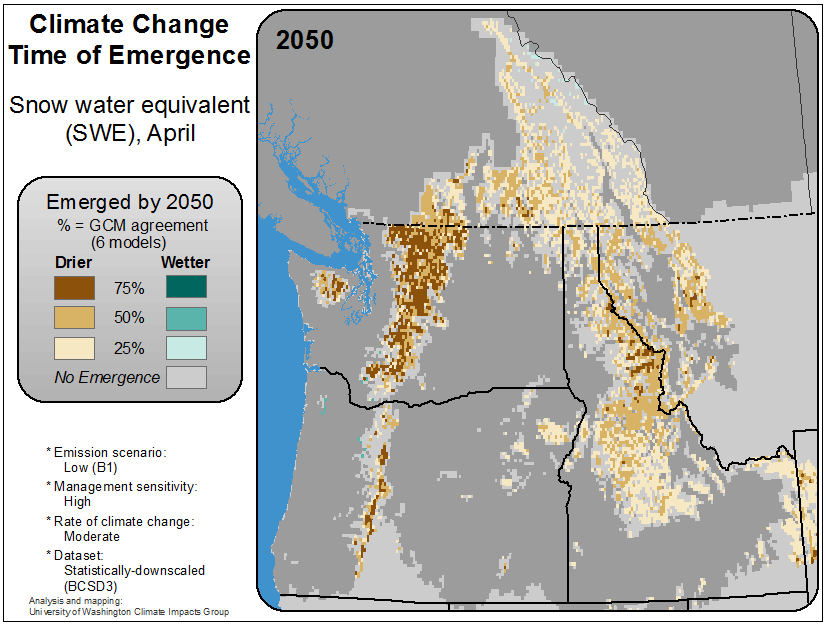 Climate Change
Time of Emergence
Snow water equivalent
(SWE), April
Emerged by 2050
% = GCM agreement
(6 models)
Drier Wetter
75%
50%
25%
No Emergence
* Emission scenario:
Low (B1)
* Management sensitivity:
High
* Rate of climate change:
Moderate
* Dataset:
Statistically-downscaled
(BCSD3)
Analysis and mapping:
University of Washington Climate Impacts Group
2050